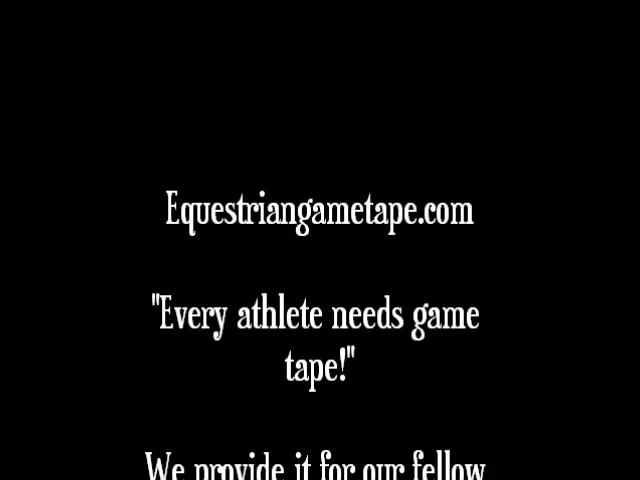 Equestriangametape.com
"Every athlete needs game
tape!"
We provide it for our fellow